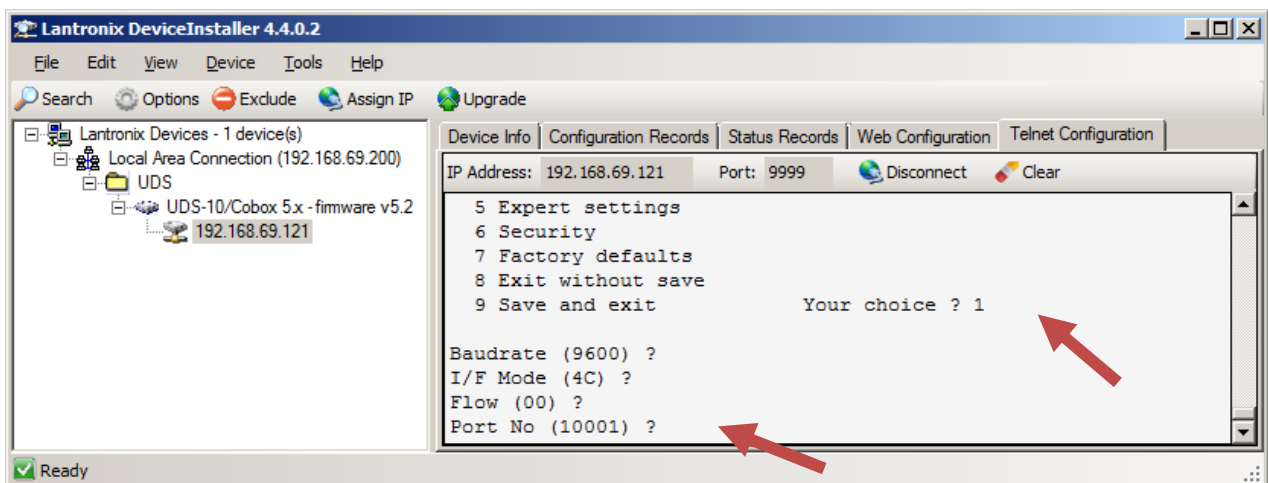 Lantronix DeviceInstaller 4.4.0.2
File Edit View Device Tools Help
Search Options Exclude Assign IP Upgrade
Lantronix Devices - 1 device(s)
Local Area Connection (192.168.69.200)
UDS
UDS-10/Cobox 5.x - firmware v5.2
192.168.69.121
Device Info Configuration Records Status Records Web Configuration Telnet Configuration
IP Address: 192.168.69.121 Port: 9999 Disconnect Clear
5 Expert settings
6 Security
7 Factory defaults
8 Exit without save
9 Save and exit Your choice ? 1
Baudrate (9600) ?
I/F Mode (4C) ?
Flow (00) ?
Port No (10001) ?
Ready